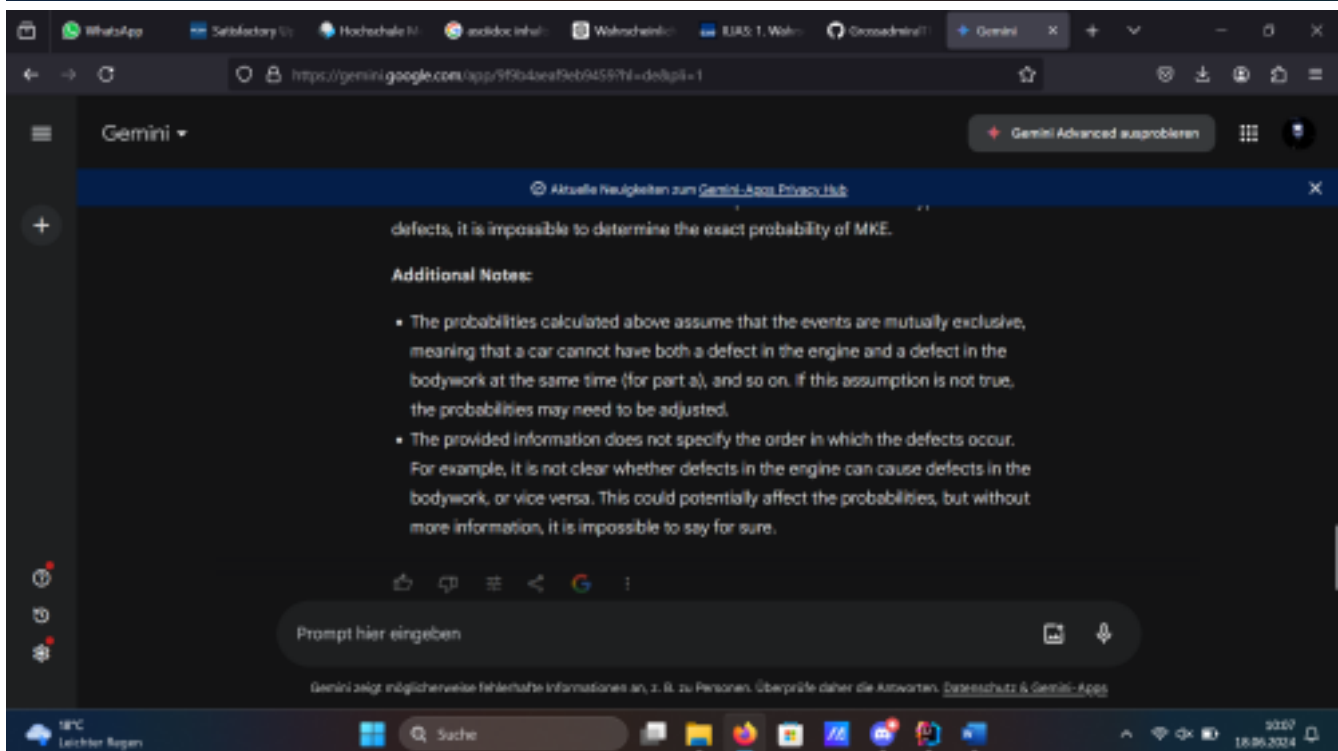 WhatsApp
Satisfactory
Hochschule
asciidoc
IUAS: 1.
Gemini
https://gemini.google.com/app/
Gemini
Gemini Advanced ausprobieren
Aktuelle Neuigkeiten zum Gemini-Apps Privacy Hub
defects, it is impossible to determine the exact probability of MKE.
Additional Notes:
• The probabilities calculated above assume that the events are mutually exclusive,
meaning that a car cannot have both a defect in the engine and a defect in the
bodywork at the same time (for part a), and so on. If this assumption is not true,
the probabilities may need to be adjusted.
• The provided information does not specify the order in which the defects occur.
For example, it is not clear whether defects in the engine can cause defects in the
bodywork, or vice versa. This could potentially affect the probabilities, but without
more information, it is impossible to say for sure.
Prompt hier eingeben
Gemini zeigt möglicherweise fehlerhafte Informationen an, z. B. zu Personen. Überprüfe daher die Antworten. Datenschutz & Gemini-Apps
18°C
Leichter Regen
Suche
10:07
18.06.2024